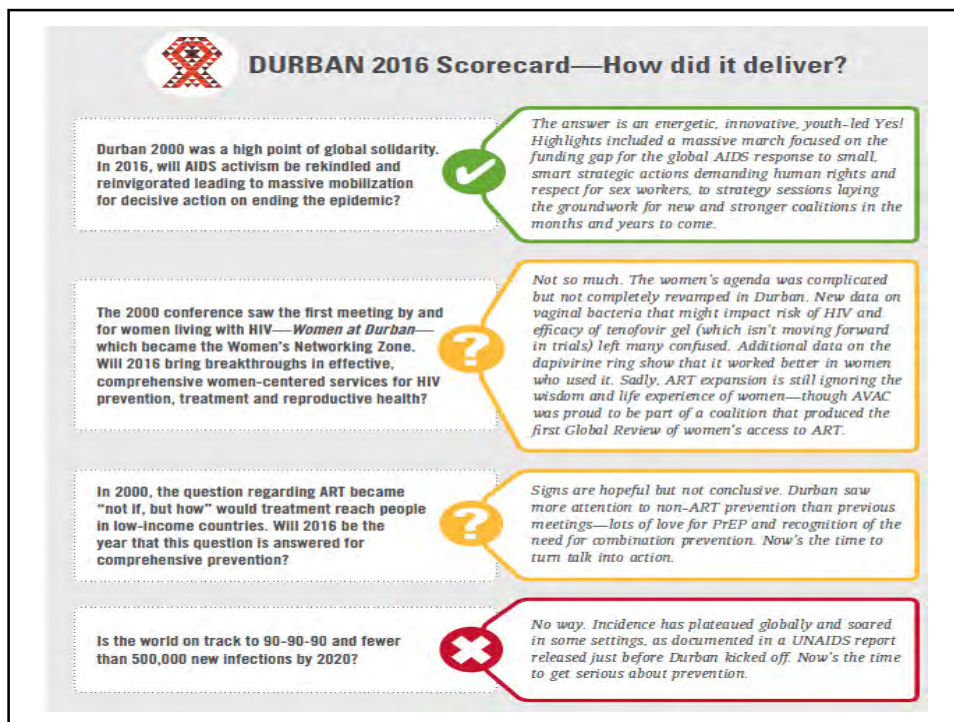 DURBAN 2016 Scorecard—How did it deliver?
Durban 2000 was a high point of global solidarity.
In 2016, will AIDS activism be rekindled and
reinvigorated leading to massive mobilization
for decisive action on ending the epidemic?
The answer is an energetic, innovative, youth-led Yes!
Highlights included a massive march focused on the
funding gap for the global AIDS response to small,
smart strategic actions demanding human rights and
respect for sex workers, to strategy sessions laying
the groundwork for new and stronger coalitions in the
months and years to come.
The 2000 conference saw the first meeting by and
for women living with HIV—Women at Durban—
which became the Women's Networking Zone.
Will 2016 bring breakthroughs in effective,
comprehensive women-centered services for HIV
prevention, treatment and reproductive health?
Not so much. The women's agenda was complicated
but not completely revamped in Durban. New data on
vaginal bacteria that might impact risk of HIV and
efficacy of tenofovir gel (which isn't moving forward
in trials) left many confused. Additional data on the
dapivirine ring show that it worked better in women
who used it. Sadly, ART expansion is still ignoring the
wisdom and life experience of women—though AVAC
was proud to be part of a coalition that produced the
first Global Review of women's access to ART.
In 2000, the question regarding ART became
"not if, but how" would treatment reach people
in low-income countries. Will 2016 be the
year that this question is answered for
comprehensive prevention?
Signs are hopeful but not conclusive. Durban saw
more attention to non-ART prevention than previous
meetings—lots of love for PrEP and recognition of the
need for combination prevention. Now's the time to
turn talk into action.
Is the world on track to 90-90-90 and fewer
than 500,000 new infections by 2020?
No way. Incidence has plateaued globally and soared
in some settings, as documented in a UNAIDS report
released just before Durban kicked off. Now's the time
to get serious about prevention.